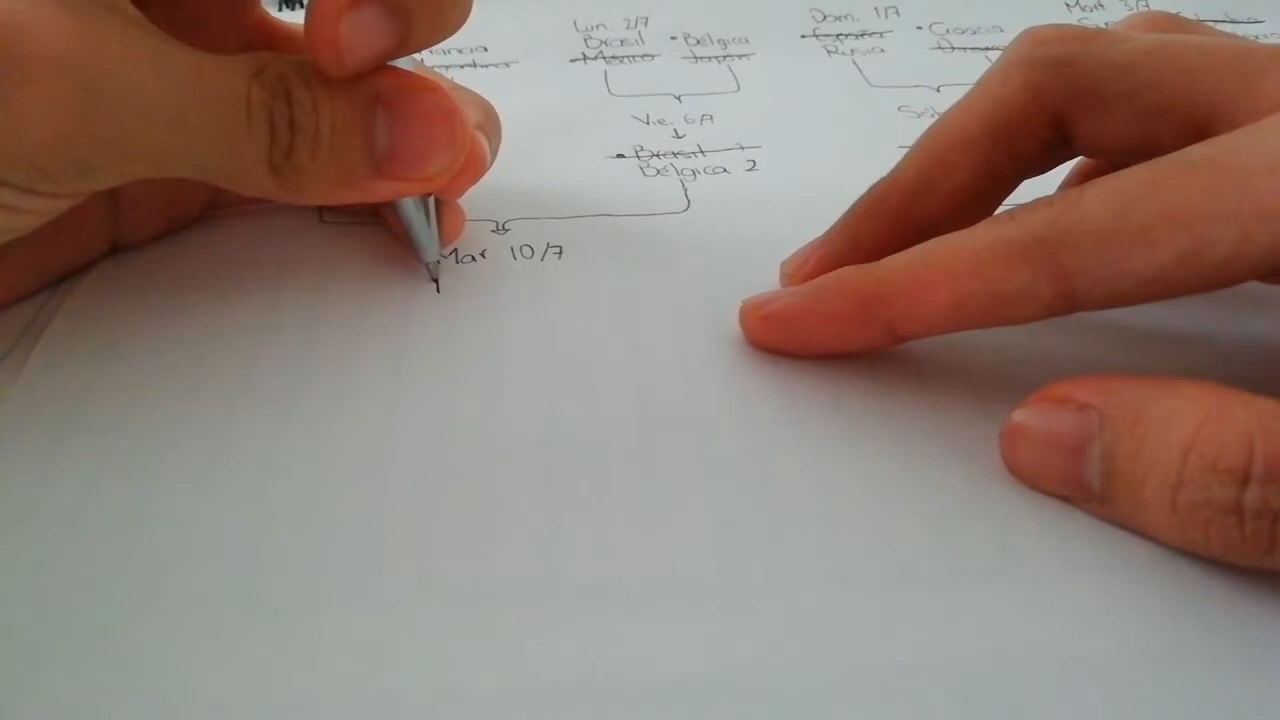 Francia
Argentina
Lun. 2/7
Brasil
México
• Bélgica
Japón
Vie. 6/7
• Brasil 1
Bélgica 2
Mar 10/7
Dom. 1/7
• España
Rusia
• Croacia
Mart 3/7